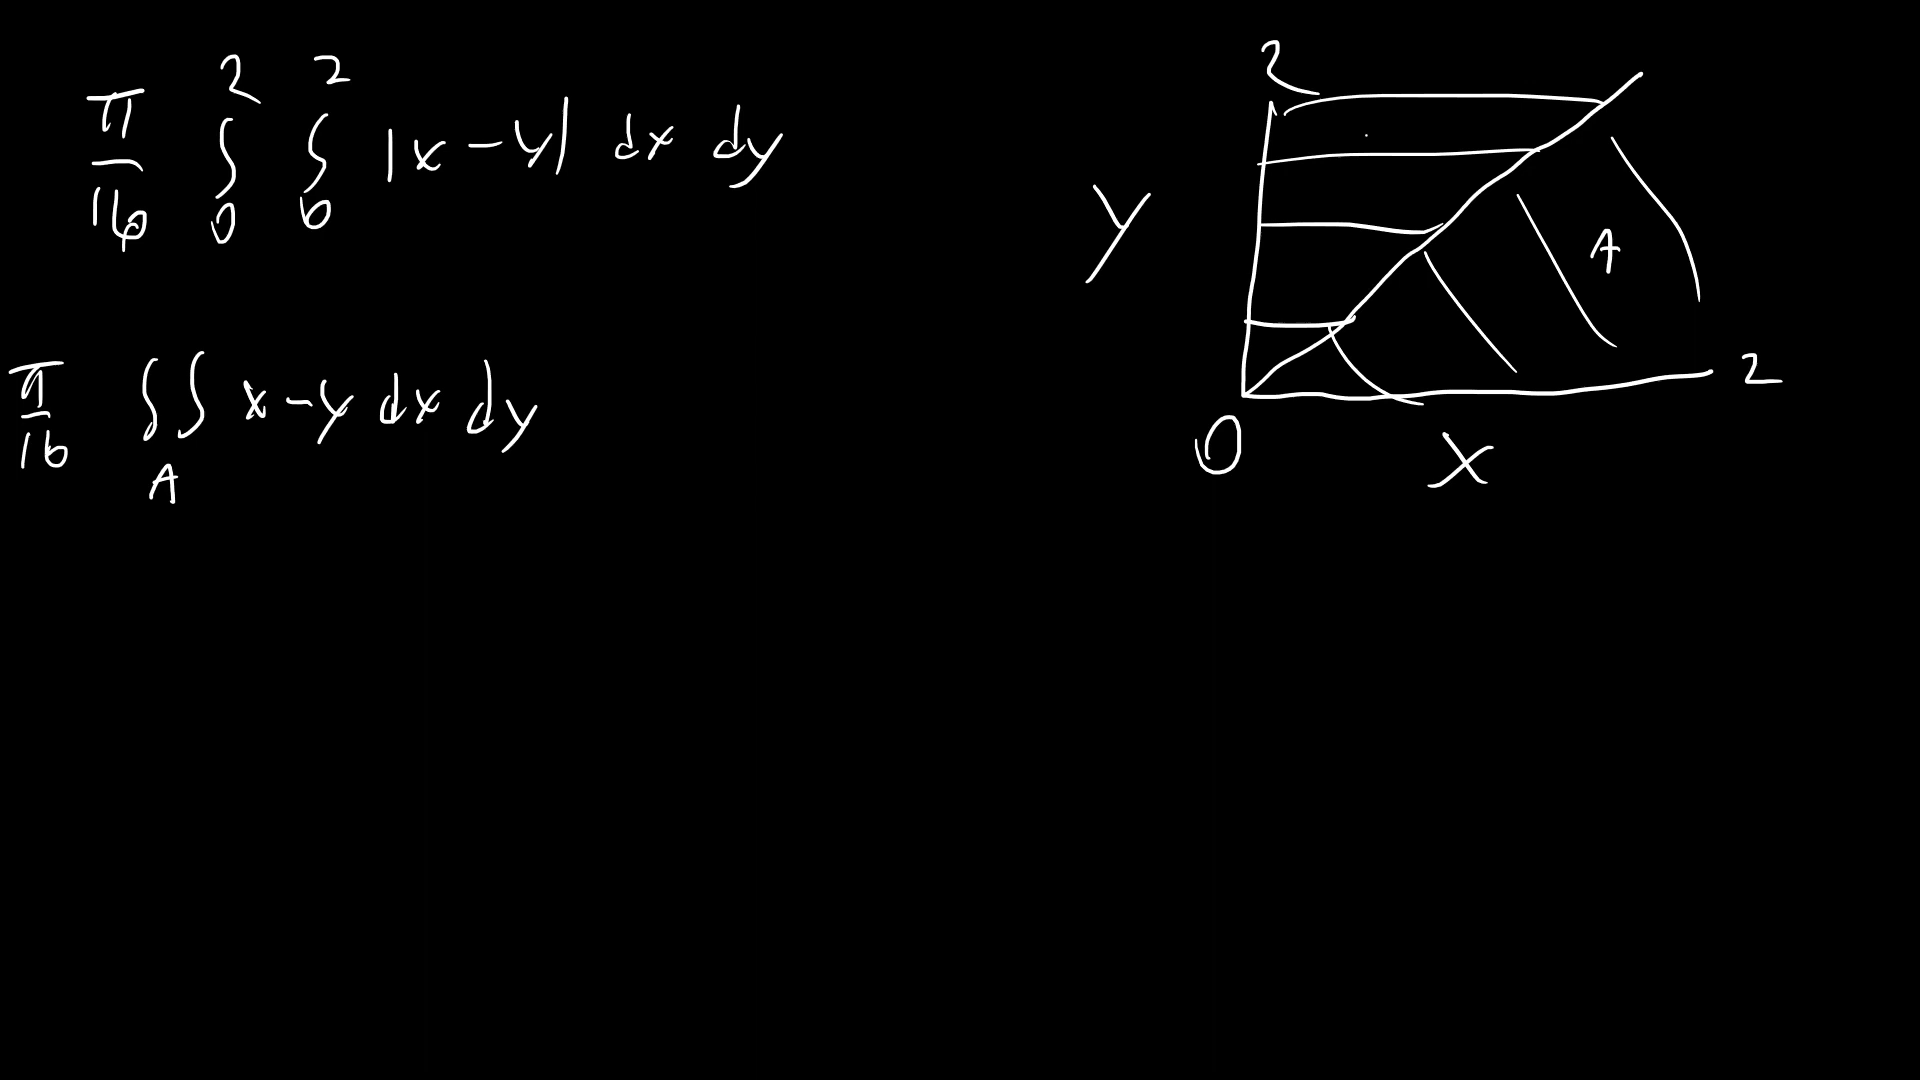 π/16 ∫₀² ∫₀² |x-y| dx dy
π/16 ∫∫_A x-y dx dy
2
y
A
2
0
x